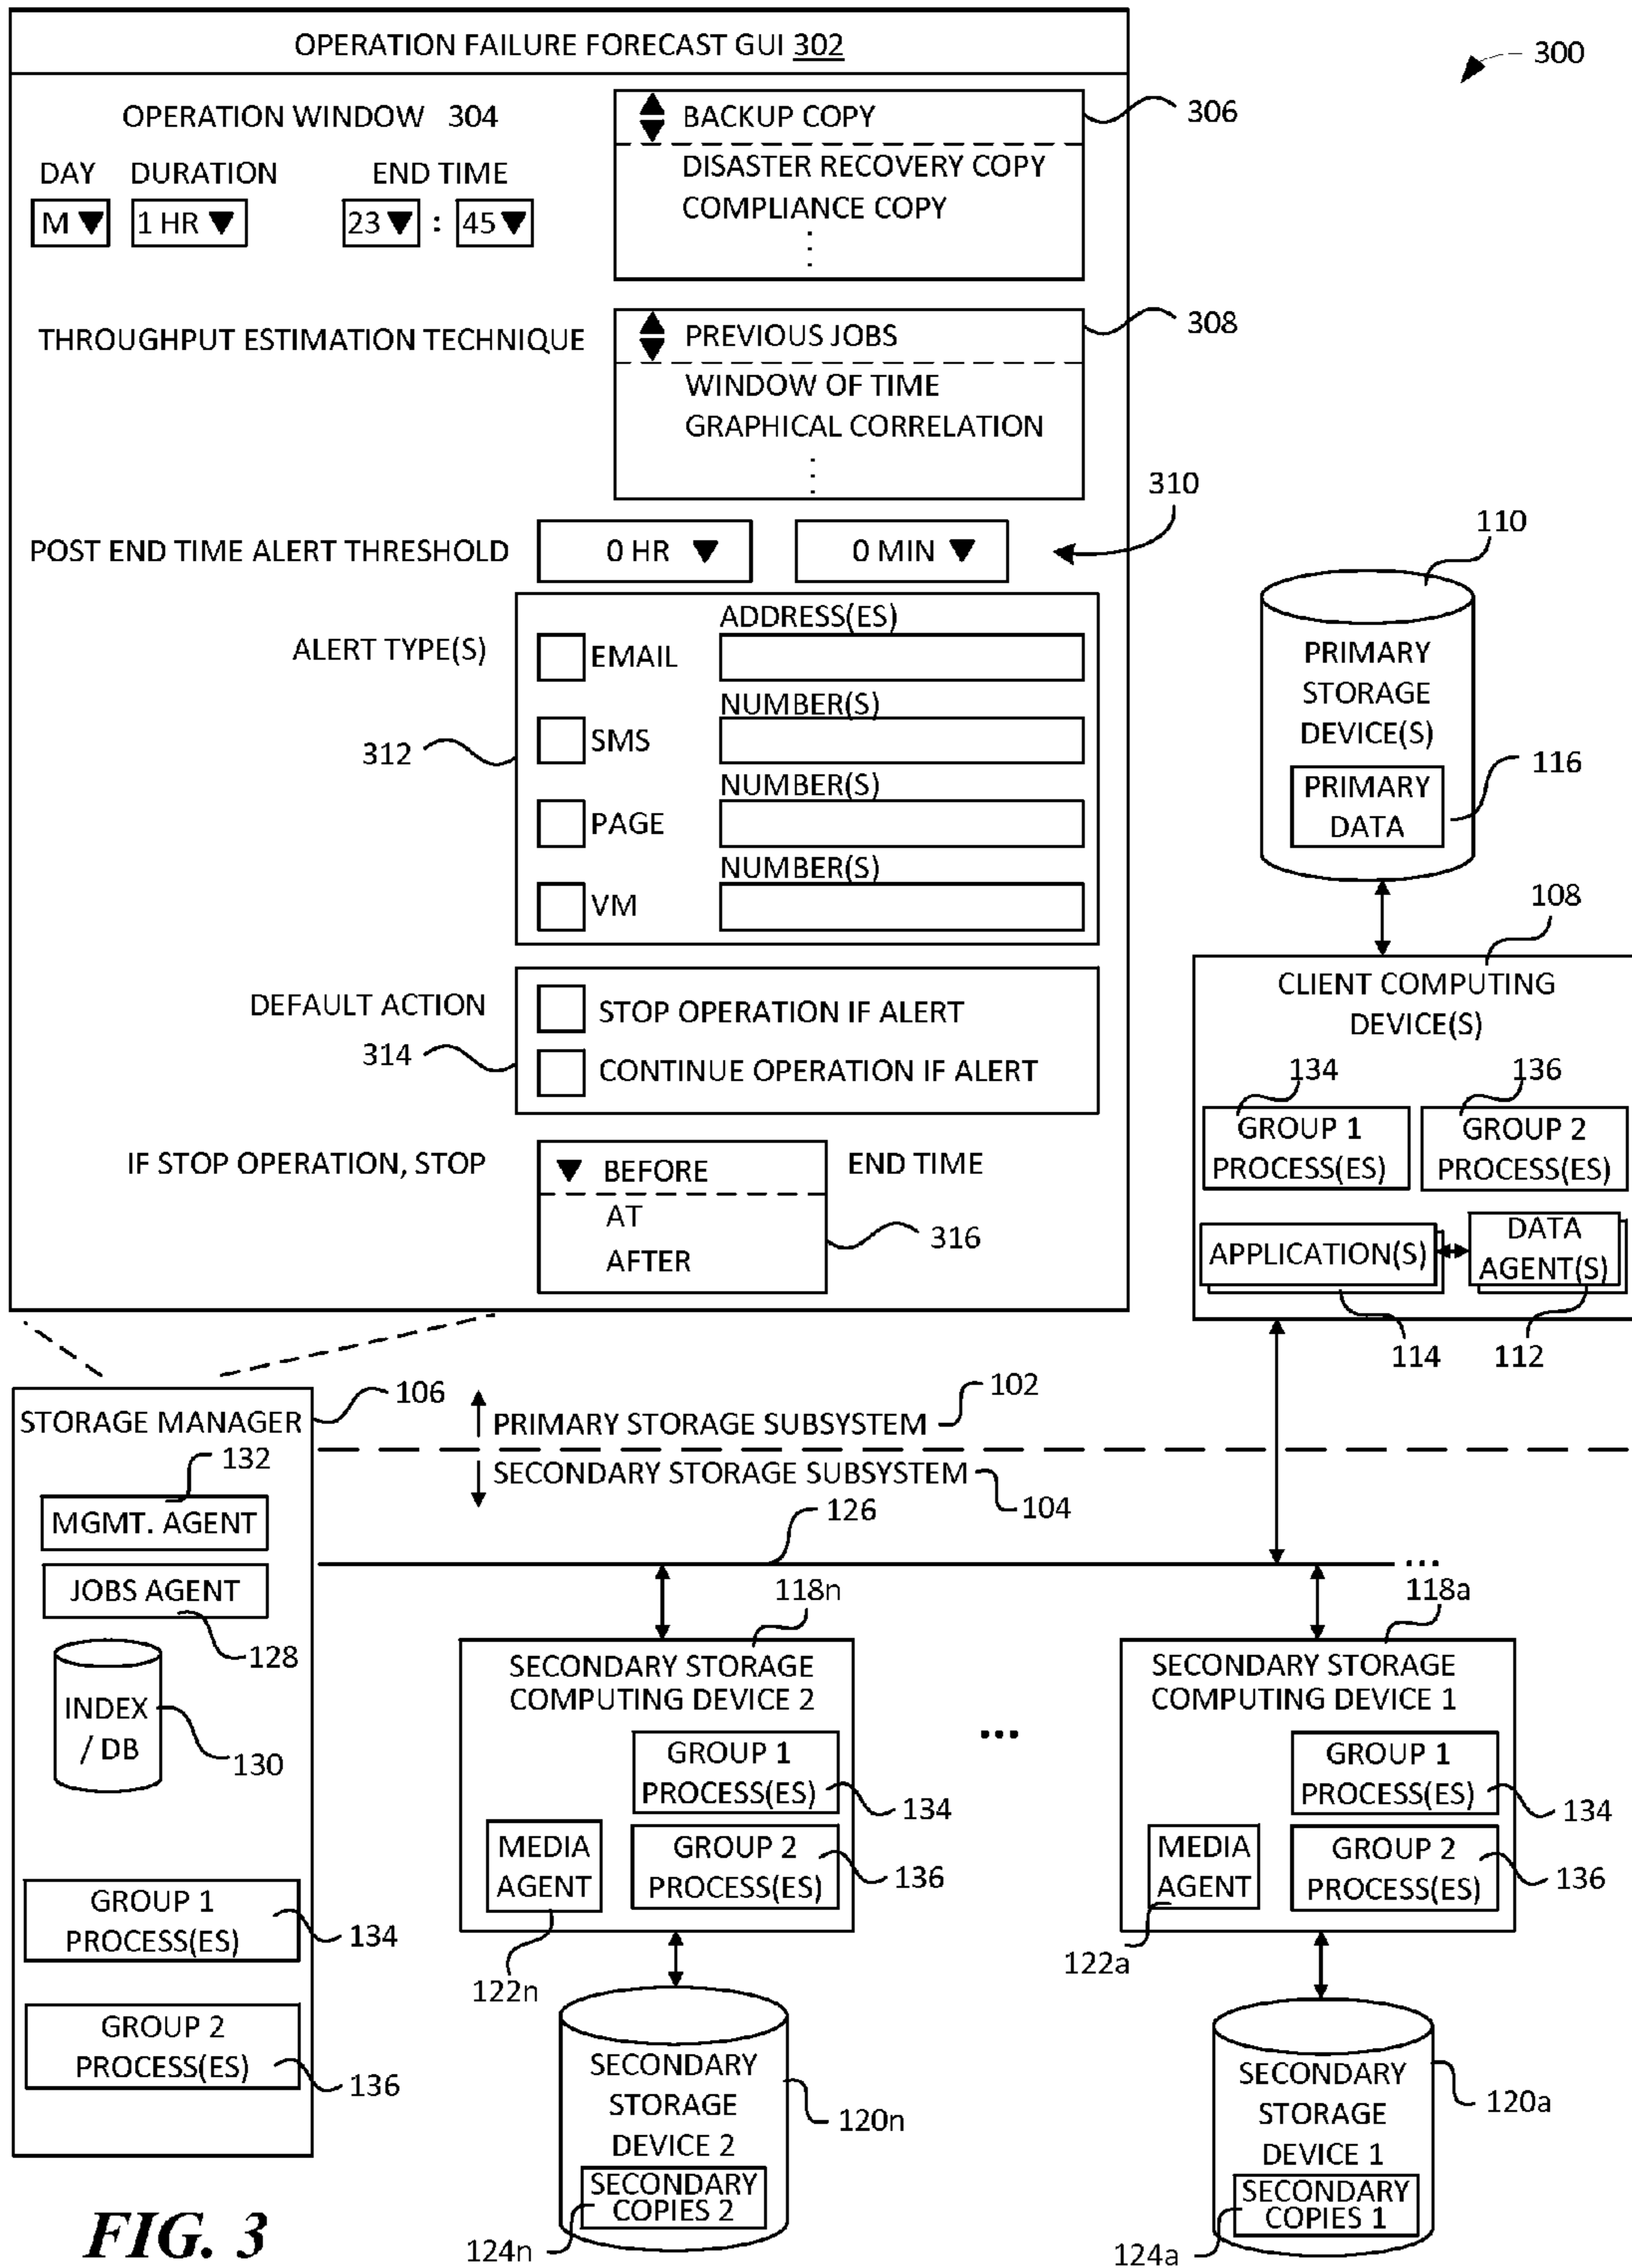 OPERATION FAILURE FORECAST GUI 302
300
OPERATION WINDOW 304
DAY DURATION END TIME
M 1 HR 23 : 45
BACKUP COPY
DISASTER RECOVERY COPY
COMPLIANCE COPY
306
THROUGHPUT ESTIMATION TECHNIQUE
PREVIOUS JOBS
WINDOW OF TIME
GRAPHICAL CORRELATION
308
310
POST END TIME ALERT THRESHOLD 0 HR 0 MIN
ALERT TYPE(S)
312
ADDRESS(ES)
EMAIL
NUMBER(S)
SMS
NUMBER(S)
PAGE
NUMBER(S)
VM
DEFAULT ACTION
314
STOP OPERATION IF ALERT
CONTINUE OPERATION IF ALERT
IF STOP OPERATION, STOP BEFORE END TIME
AT
AFTER
316
110
PRIMARY
STORAGE
DEVICE(S)
116
PRIMARY
DATA
108
CLIENT COMPUTING
DEVICE(S)
134 136
GROUP 1
PROCESS(ES)
GROUP 2
PROCESS(ES)
APPLICATION(S)
DATA
AGENT(S)
114 112
106
STORAGE MANAGER
132
MGMT. AGENT
JOBS AGENT
128
INDEX
/ DB
130
GROUP 1
PROCESS(ES)
134
GROUP 2
PROCESS(ES)
136
PRIMARY STORAGE SUBSYSTEM 102
SECONDARY STORAGE SUBSYSTEM 104
126
...
118n
SECONDARY STORAGE
COMPUTING DEVICE 2
GROUP 1
PROCESS(ES)
134
MEDIA
AGENT
GROUP 2
PROCESS(ES)
136
122n
SECONDARY
STORAGE
DEVICE 2
120n
SECONDARY
COPIES 2
124n
...
118a
SECONDARY STORAGE
COMPUTING DEVICE 1
GROUP 1
PROCESS(ES)
134
MEDIA
AGENT
GROUP 2
PROCESS(ES)
136
122a
SECONDARY
STORAGE
DEVICE 1
120a
SECONDARY
COPIES 1
124a
FIG. 3